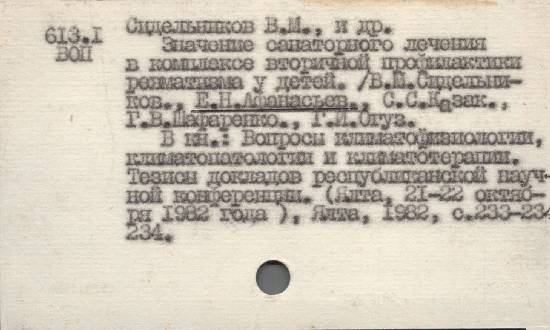 613.I
ВОП
Сидельников В.М., и др.
Значение санаторного лечения
в комплексе вторичной профилактики
ревматизма у детей. /В.М.Сидельни-
ков., Е.Н.Афанасьев., С.С.Казак.,
Г.В.Шафаренко., Г.И.Огуз.
В кн.: Вопросы климатофизиологии,
климатопатологии и климатотерапии.
Тезисы докладов республиканской науч-
ной конференции. (Ялта, 21-22 октяб-
ря 1982 года ), Ялта, 1982, с.233-234
234.